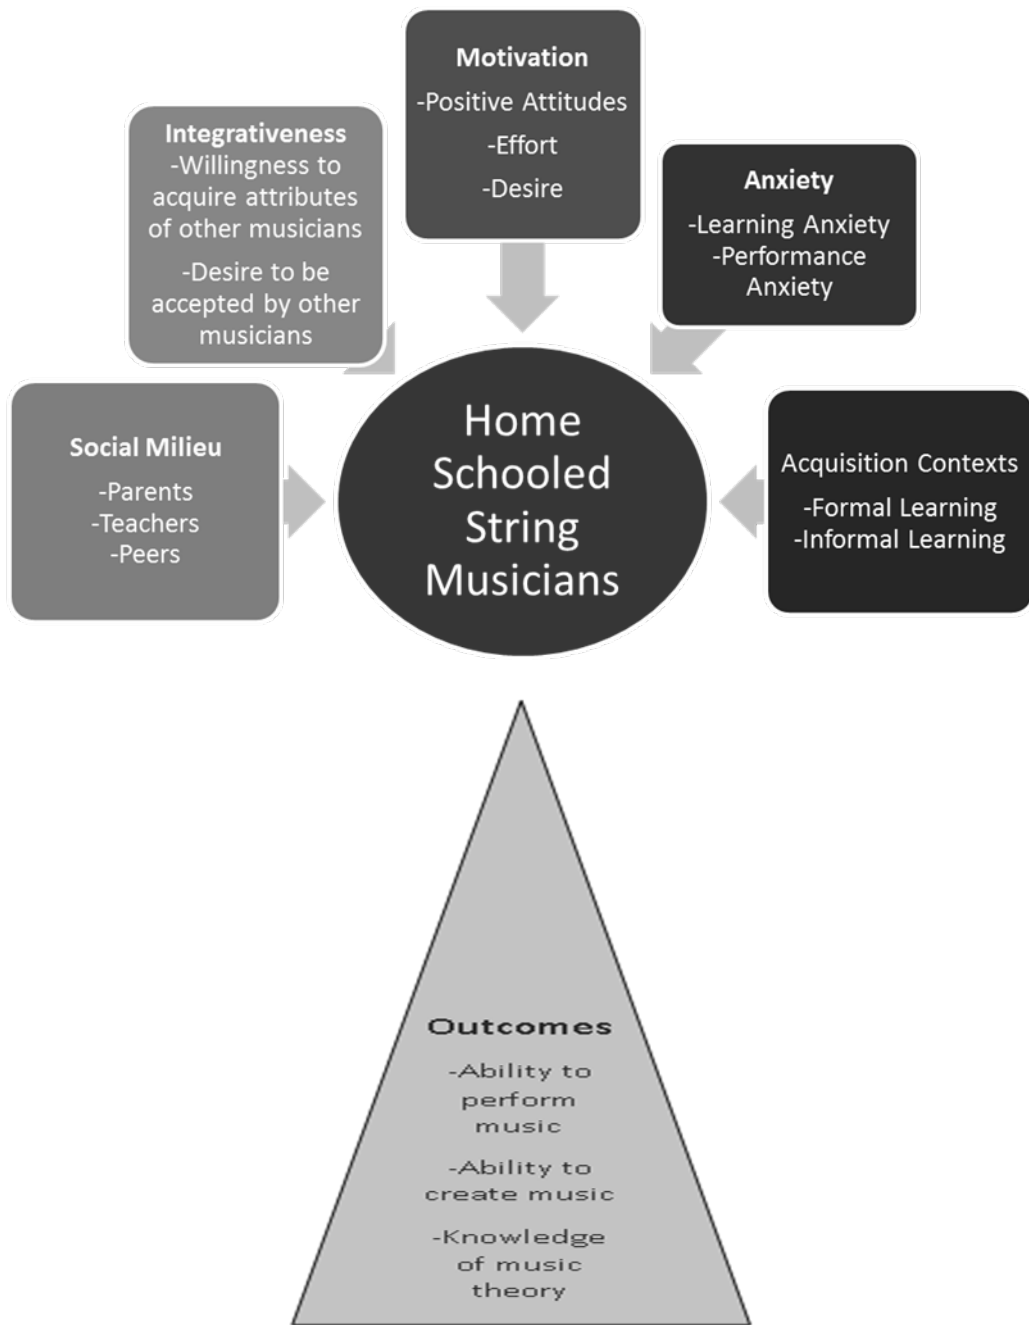 Motivation
-Positive Attitudes
-Effort
-Desire
Integrativeness
-Willingness to
acquire attributes
of other musicians
-Desire to be
accepted by other
musicians
Anxiety
-Learning Anxiety
-Performance
Anxiety
Social Milieu
-Parents
-Teachers
-Peers
Home
Schooled
String
Musicians
Acquisition Contexts
-Formal Learning
-Informal Learning
Outcomes
-Ability to
perform
music
-Ability to
create music
-Knowledge
of music
theory